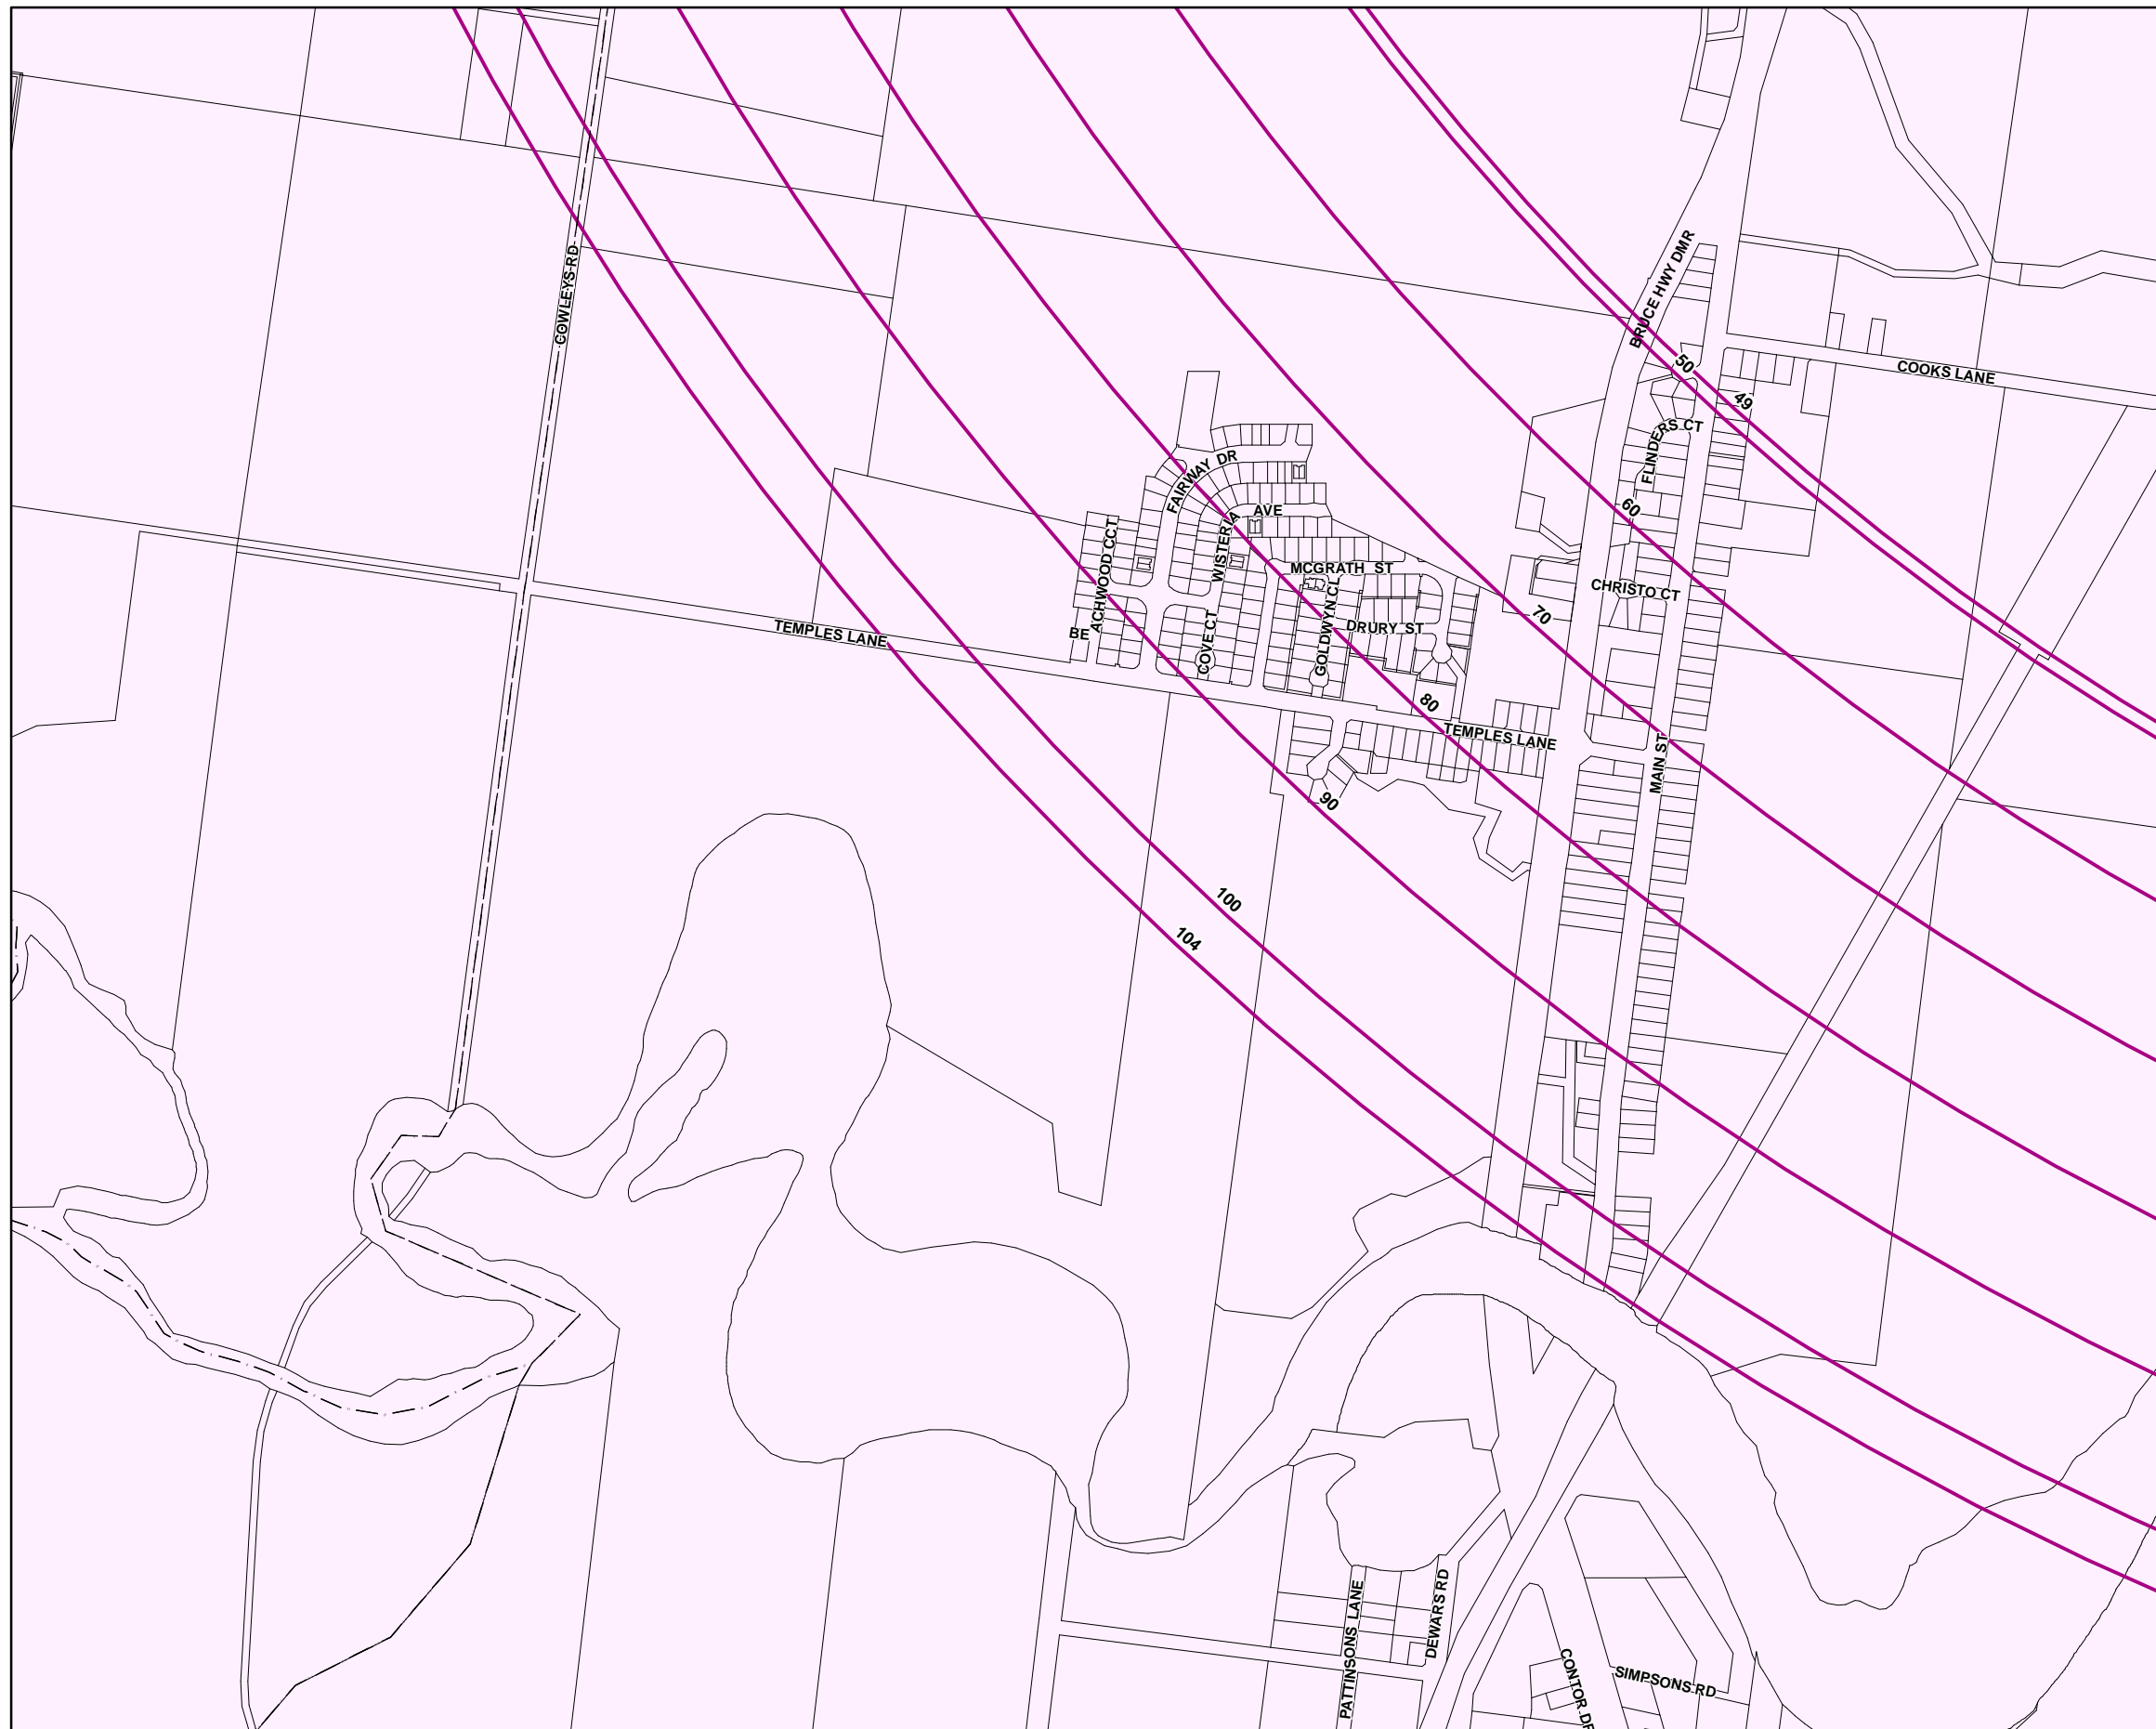 BRUCE HWY DMR
COWLEYS RD
50
COOKS LANE
49
FLINDERS CT
FAIRWAY DR
60
AVE
WISTERIA
ACHWOOD CCT
BE
MCGRATH ST
CHRISTO CT
70
GOLDWYN CL
DRURY ST
TEMPLES LANE
COVE CT
80
TEMPLES LANE
MAIN ST
90
100
104
PATTINSONS LANE
DEWARS RD
CONTOR DR
SIMPSONS RD